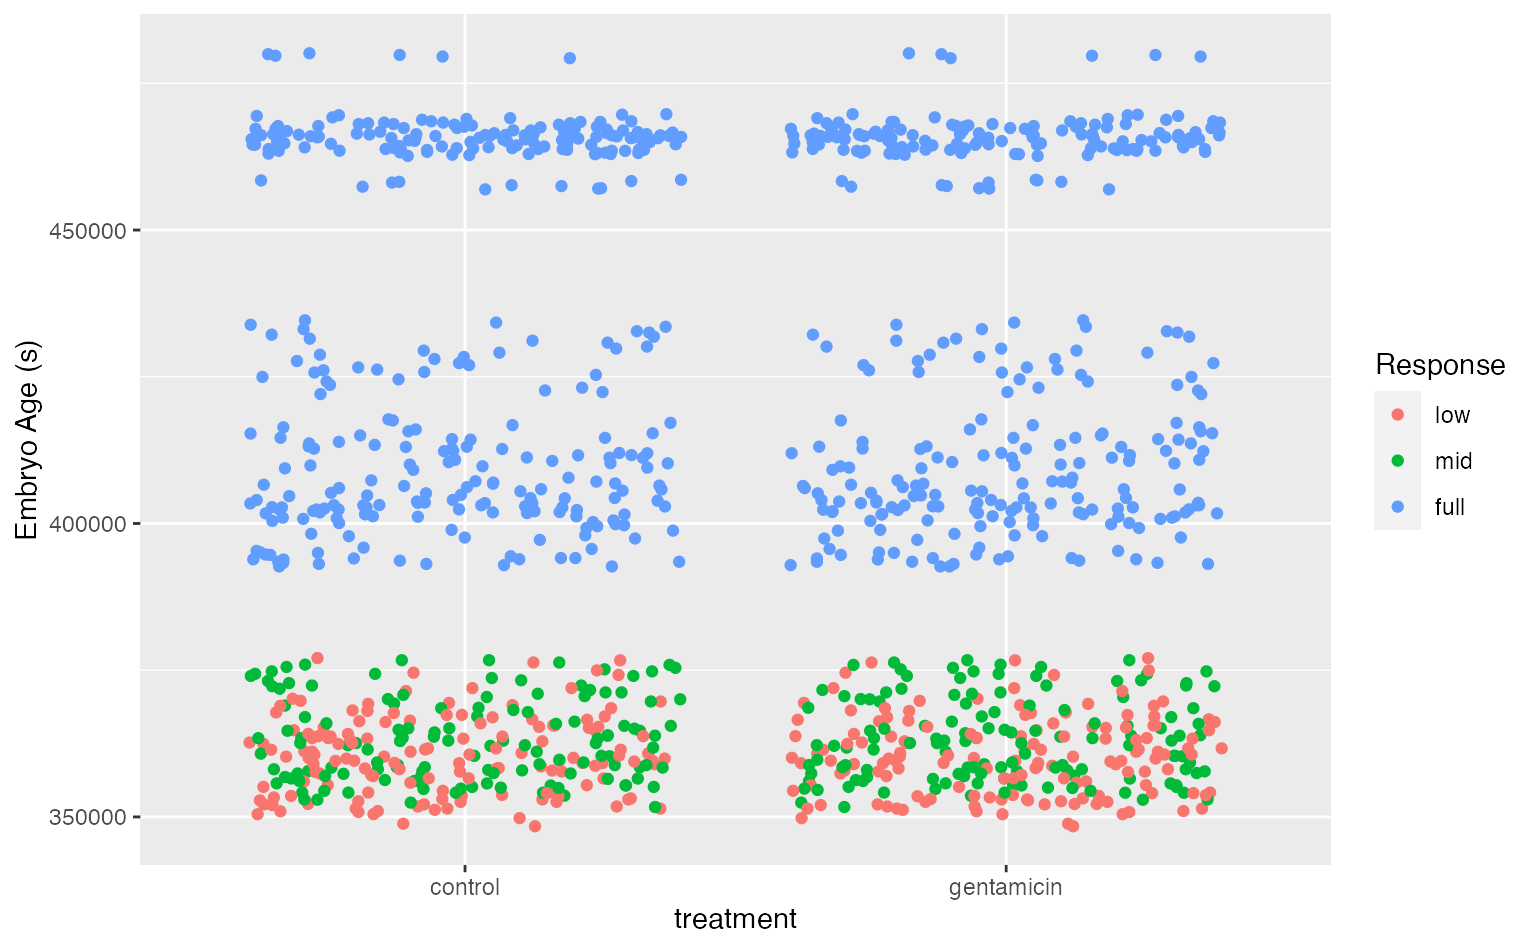 Embryo Age (s)
450000
400000
350000
control
gentamicin
treatment
Response
low
mid
full